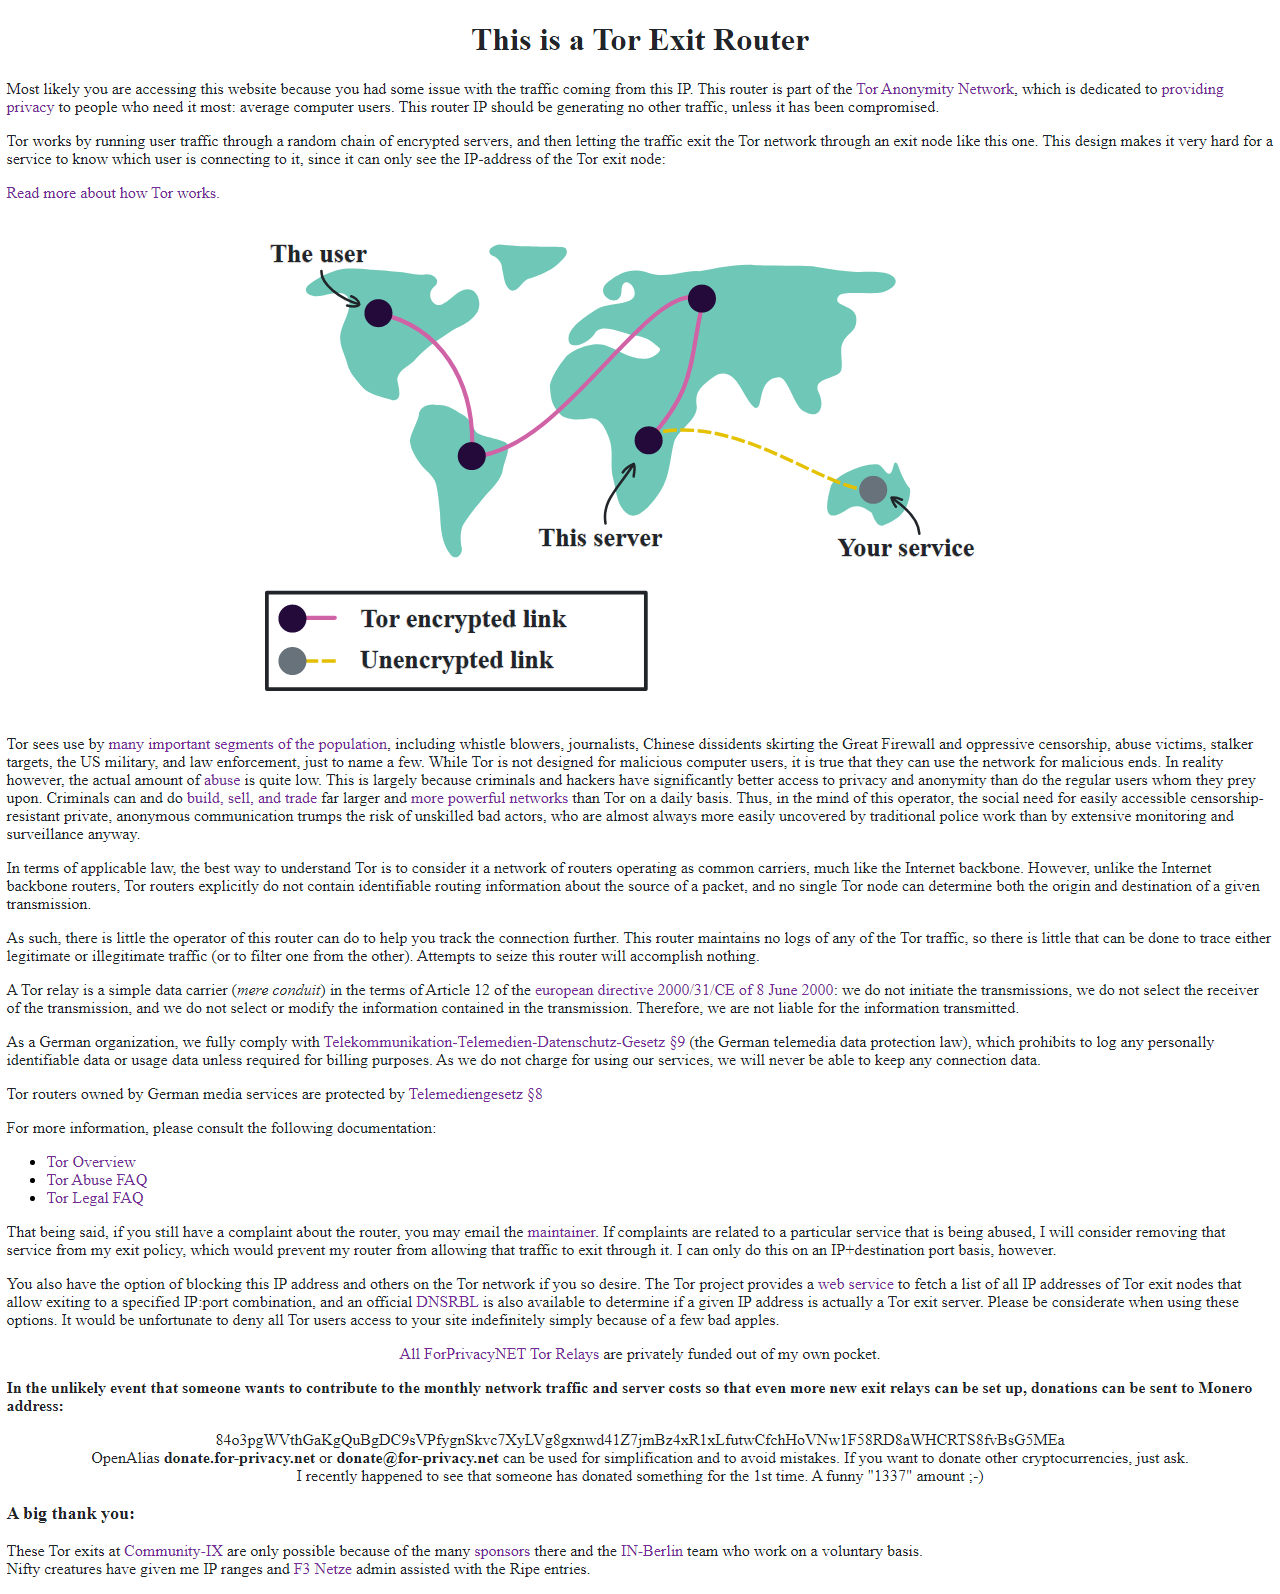 This is a Tor Exit Router
Most likely you are accessing this website because you had some issue with the traffic coming from this IP. This router is part of the Tor Anonymity Network, which is dedicated to providing
privacy to people who need it most: average computer users. This router IP should be generating no other traffic, unless it has been compromised.
Tor works by running user traffic through a random chain of encrypted servers, and then letting the traffic exit the Tor network through an exit node like this one. This design makes it very hard for a
service to know which user is connecting to it, since it can only see the IP-address of the Tor exit node:
Read more about how Tor works.
The user
This server
Your service
Tor encrypted link
Unencrypted link
Tor sees use by many important segments of the population, including whistle blowers, journalists, Chinese dissidents skirting the Great Firewall and oppressive censorship, abuse victims, stalker
targets, the US military, and law enforcement, just to name a few. While Tor is not designed for malicious computer users, it is true that they can use the network for malicious ends. In reality
however, the actual amount of abuse is quite low. This is largely because criminals and hackers have significantly better access to privacy and anonymity than do the regular users whom they prey
upon. Criminals can and do build, sell, and trade far larger and more powerful networks than Tor on a daily basis. Thus, in the mind of this operator, the social need for easily accessible censorship-
resistant private, anonymous communication trumps the risk of unskilled bad actors, who are almost always more easily uncovered by traditional police work than by extensive monitoring and
surveillance anyway.
In terms of applicable law, the best way to understand Tor is to consider it a network of routers operating as common carriers, much like the Internet backbone. However, unlike the Internet
backbone routers, Tor routers explicitly do not contain identifiable routing information about the source of a packet, and no single Tor node can determine both the origin and destination of a given
transmission.
As such, there is little the operator of this router can do to help you track the connection further. This router maintains no logs of any of the Tor traffic, so there is little that can be done to trace either
legitimate or illegitimate traffic (or to filter one from the other). Attempts to seize this router will accomplish nothing.
A Tor relay is a simple data carrier (mere conduit) in the terms of Article 12 of the european directive 2000/31/CE of 8 June 2000: we do not initiate the transmissions, we do not select the receiver
of the transmission, and we do not select or modify the information contained in the transmission. Therefore, we are not liable for the information transmitted.
As a German organization, we fully comply with Telekommunikation-Telemedien-Datenschutz-Gesetz §9 (the German telemedia data protection law), which prohibits to log any personally
identifiable data or usage data unless required for billing purposes. As we do not charge for using our services, we will never be able to keep any connection data.
Tor routers owned by German media services are protected by Telemediengesetz §8
For more information, please consult the following documentation:
• Tor Overview
• Tor Abuse FAQ
• Tor Legal FAQ
That being said, if you still have a complaint about the router, you may email the maintainer. If complaints are related to a particular service that is being abused, I will consider removing that
service from my exit policy, which would prevent my router from allowing that traffic to exit through it. I can only do this on an IP+destination port basis, however.
You also have the option of blocking this IP address and others on the Tor network if you so desire. The Tor project provides a web service to fetch a list of all IP addresses of Tor exit nodes that
allow exiting to a specified IP:port combination, and an official DNSRBL is also available to determine if a given IP address is actually a Tor exit server. Please be considerate when using these
options. It would be unfortunate to deny all Tor users access to your site indefinitely simply because of a few bad apples.
All ForPrivacyNET Tor Relays are privately funded out of my own pocket.
In the unlikely event that someone wants to contribute to the monthly network traffic and server costs so that even more new exit relays can be set up, donations can be sent to Monero
address:
84o3pgWVthGaKgQuBgDC9sVPfygnSkvc7XyLVg8gxnwd41Z7jmBz4xR1xLfutwCfchHoVNw1F58RD8aWHCRTS8fvBsG5MEa
OpenAlias donate.for-privacy.net or donate@for-privacy.net can be used for simplification and to avoid mistakes. If you want to donate other cryptocurrencies, just ask.
I recently happened to see that someone has donated something for the 1st time. A funny "1337" amount ;-)
A big thank you:
These Tor exits at Community-IX are only possible because of the many sponsors there and the IN-Berlin team who work on a voluntary basis.
Nifty creatures have given me IP ranges and F3 Netze admin assisted with the Ripe entries.